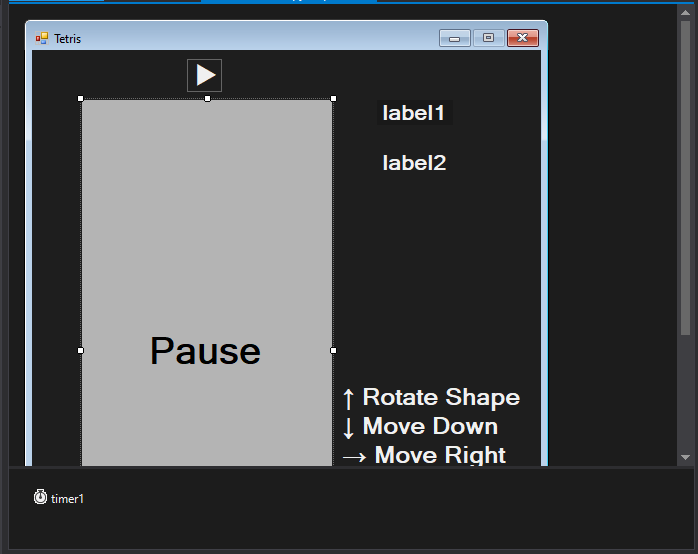 Tetris
label1
label2
Pause
↑ Rotate Shape
↓ Move Down
→ Move Right
timer1